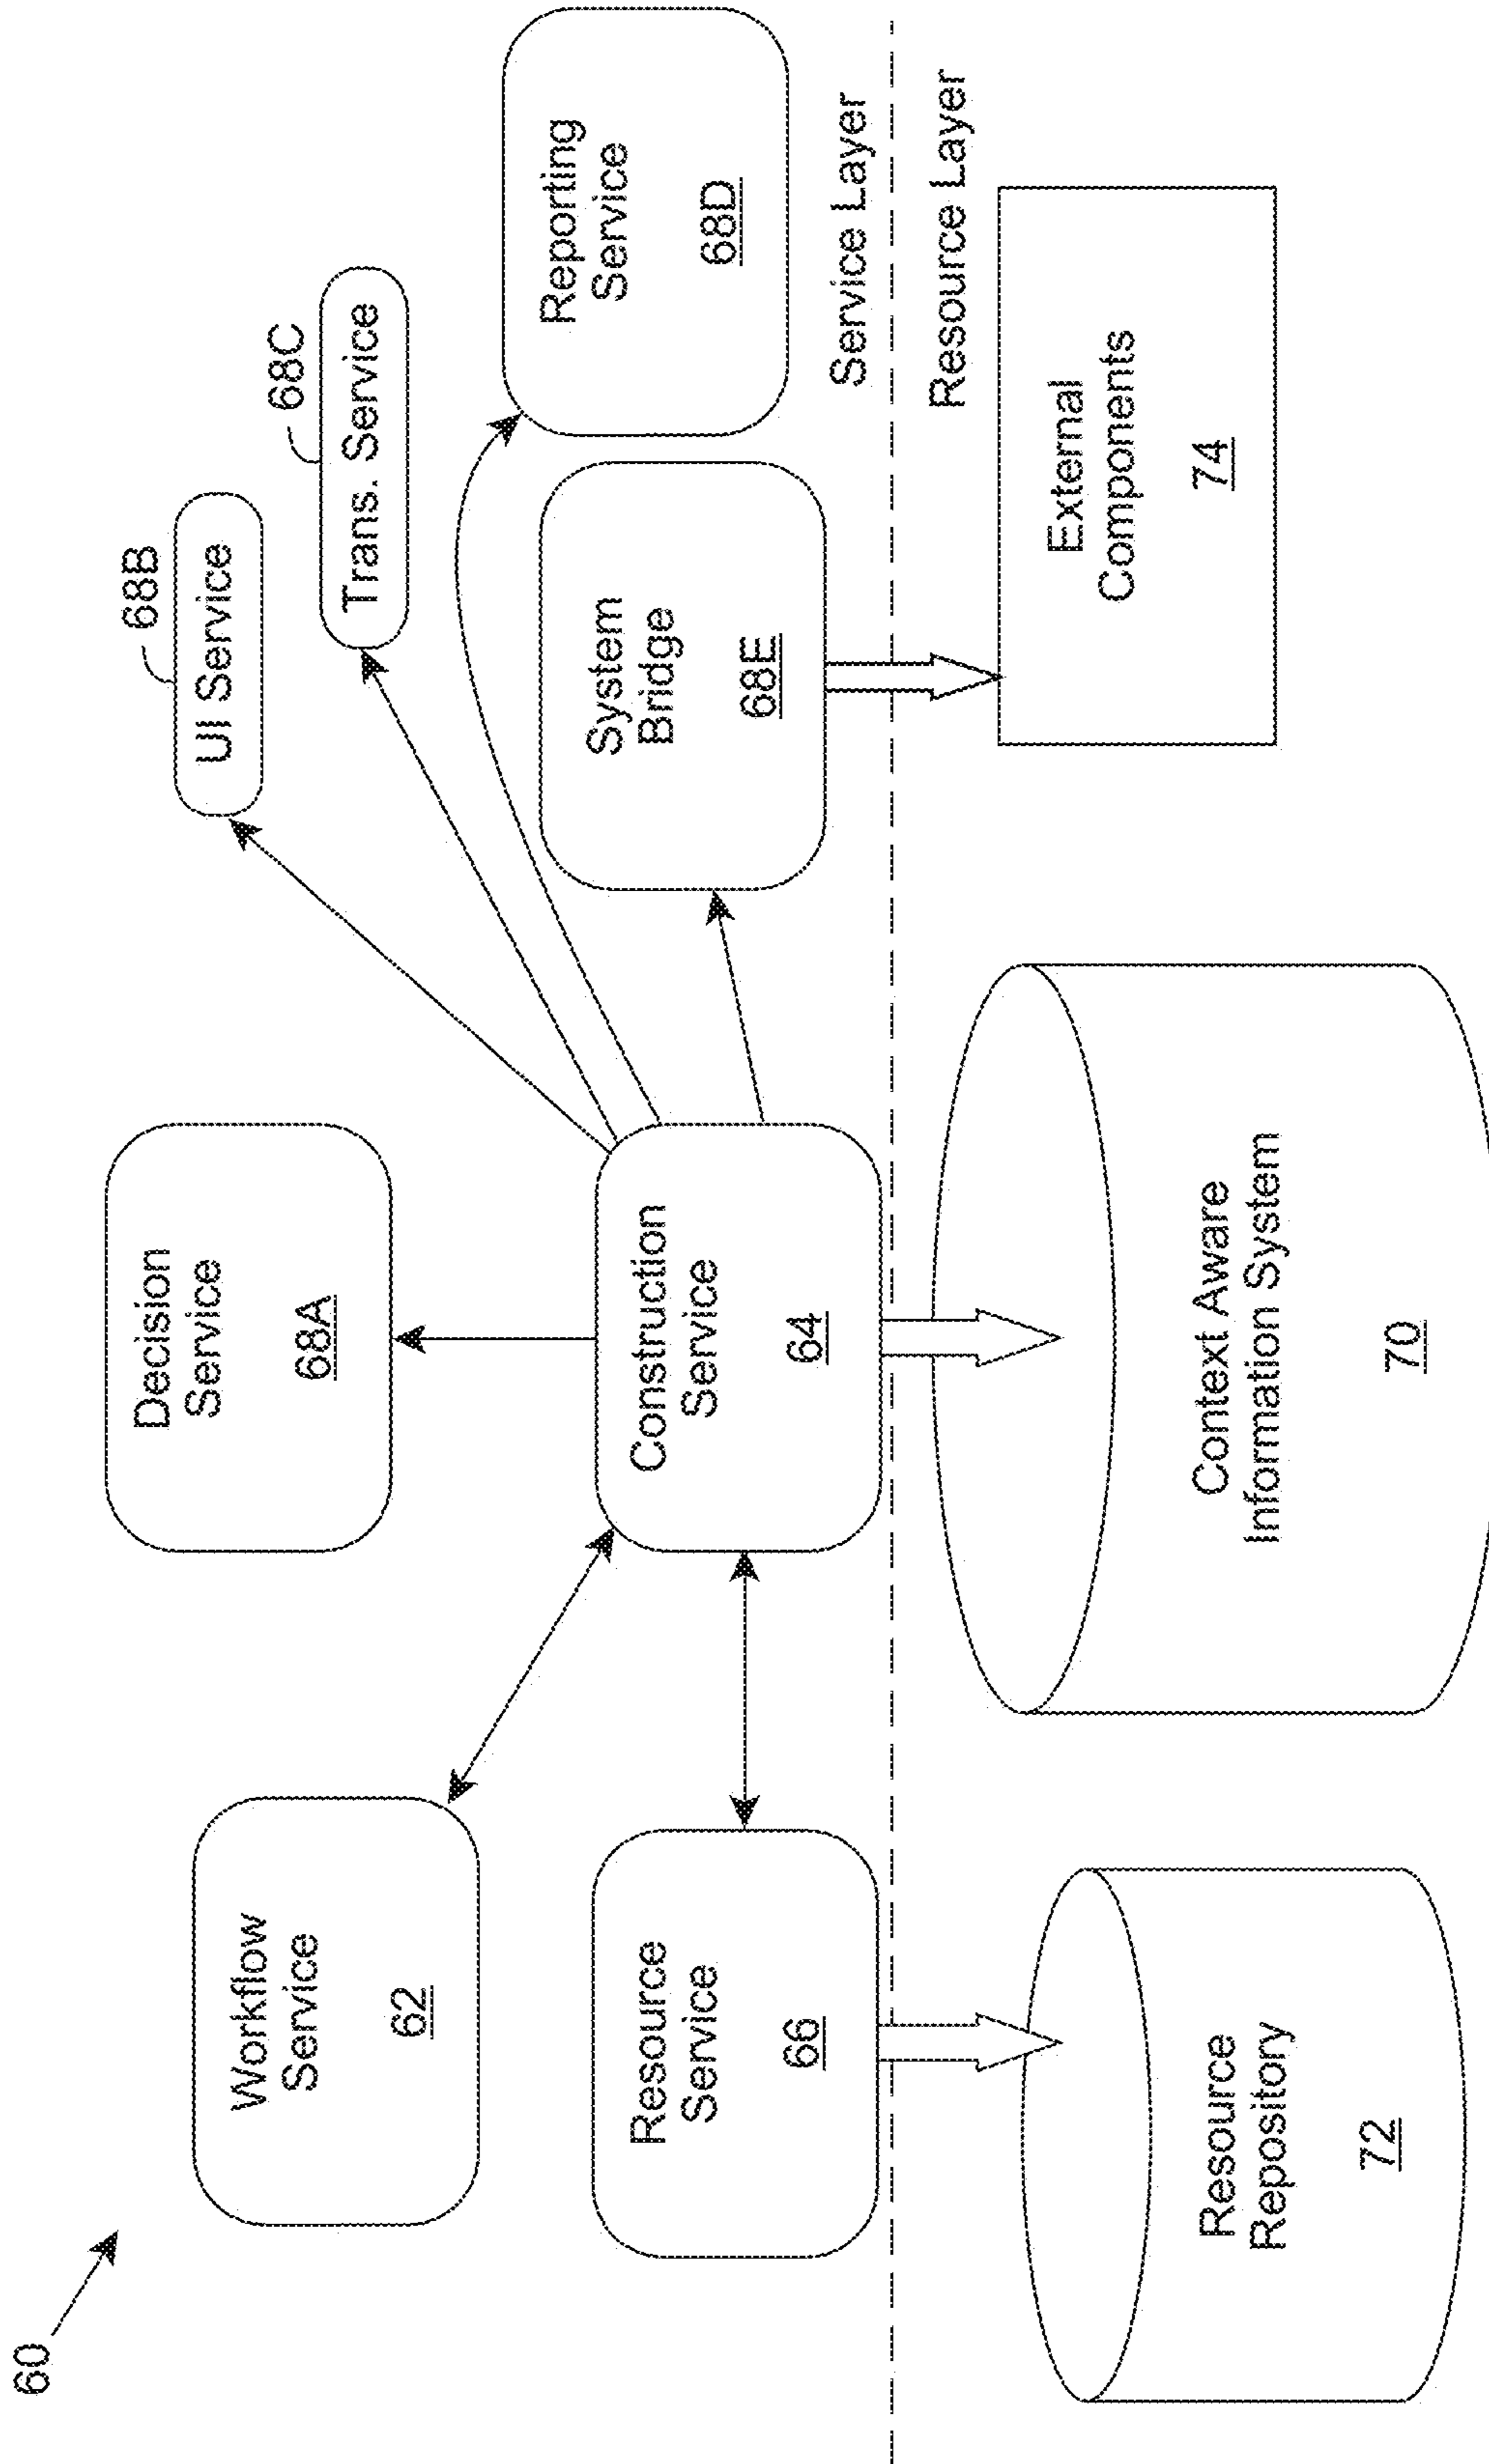 60
Workflow
Service
62
Decision
Service
68A
68B
UI Service
68C
Trans. Service
Resource
Service
66
Construction
Service
64
System
Bridge
68E
Reporting
Service
68D
Service Layer
Resource Layer
Resource
Repository
72
Context Aware
Information System
70
External
Components
74